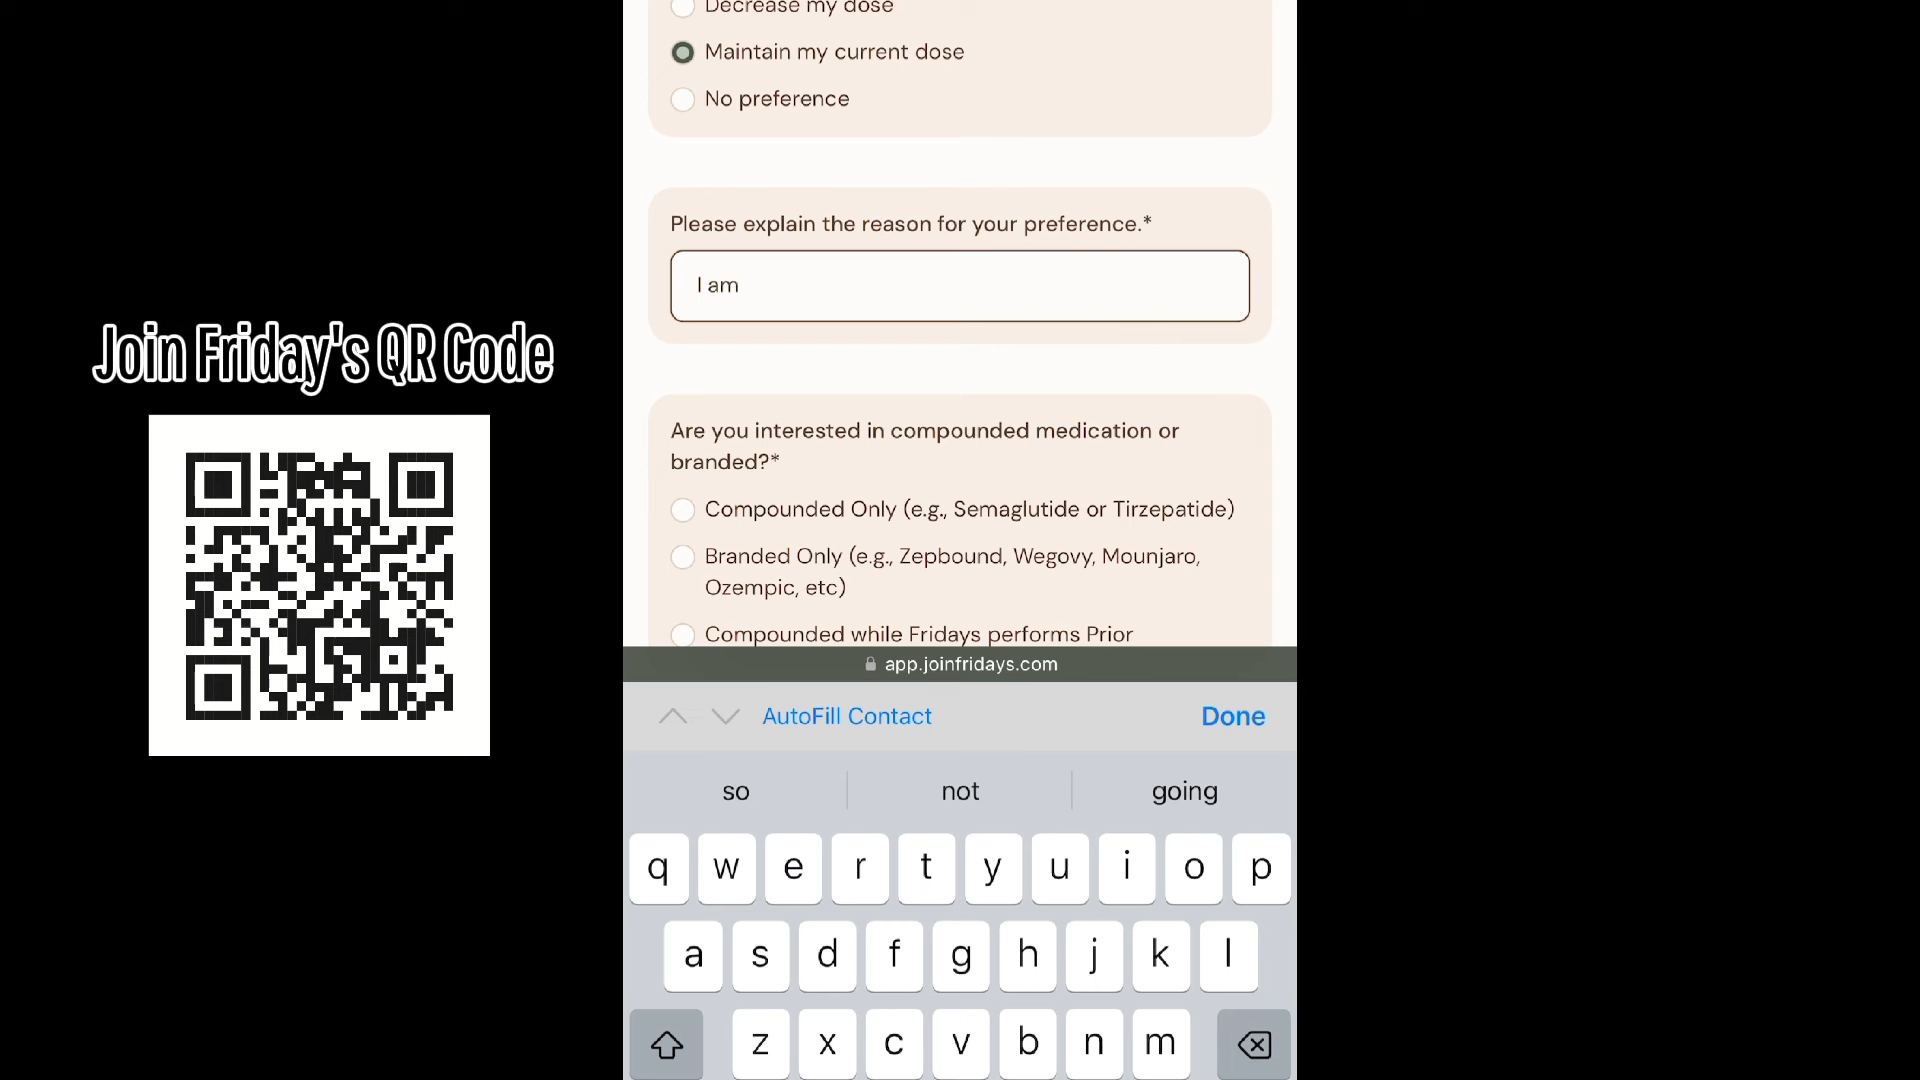 Join Friday's QR Code
Decrease my dose
Maintain my current dose
No preference
Please explain the reason for your preference.*
I am
Are you interested in compounded medication or
branded?*
Compounded Only (e.g., Semaglutide or Tirzepatide)
Branded Only (e.g., Zepbound, Wegovy, Mounjaro,
Ozempic, etc)
Compounded while Fridays performs Prior
app.joinfridays.com
AutoFill Contact
Done
so not going
q w e r t y u i o p
a s d f g h j k l
z x c v b n m